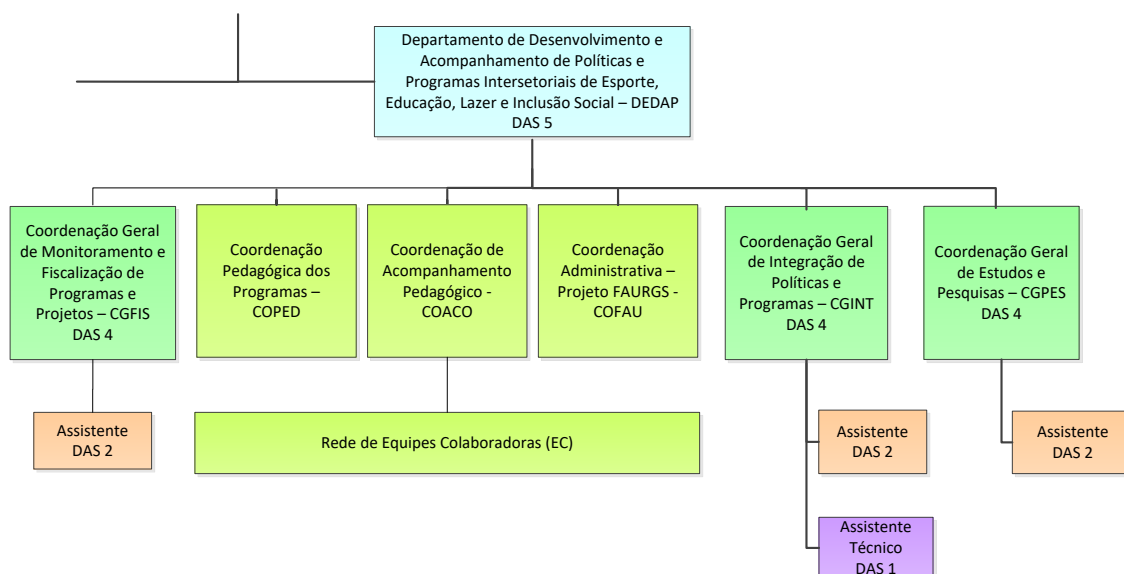 Departamento de Desenvolvimento e
Acompanhamento de Políticas e
Programas Intersetoriais de Esporte,
Educação, Lazer e Inclusão Social – DEDAP
DAS 5
Coordenação Geral
de Monitoramento e
Fiscalização de
Programas e
Projetos – CGFIS
DAS 4
Coordenação
Pedagógica dos
Programas –
COPED
Coordenação de
Acompanhamento
Pedagógico -
COACO
Coordenação
Administrativa –
Projeto FAURGS -
COFAU
Coordenação Geral
de Integração de
Políticas e
Programas – CGINT
DAS 4
Coordenação Geral
de Estudos e
Pesquisas – CGPES
DAS 4
Assistente
DAS 2
Rede de Equipes Colaboradoras (EC)
Assistente
DAS 2
Assistente
DAS 2
Assistente
Técnico
DAS 1